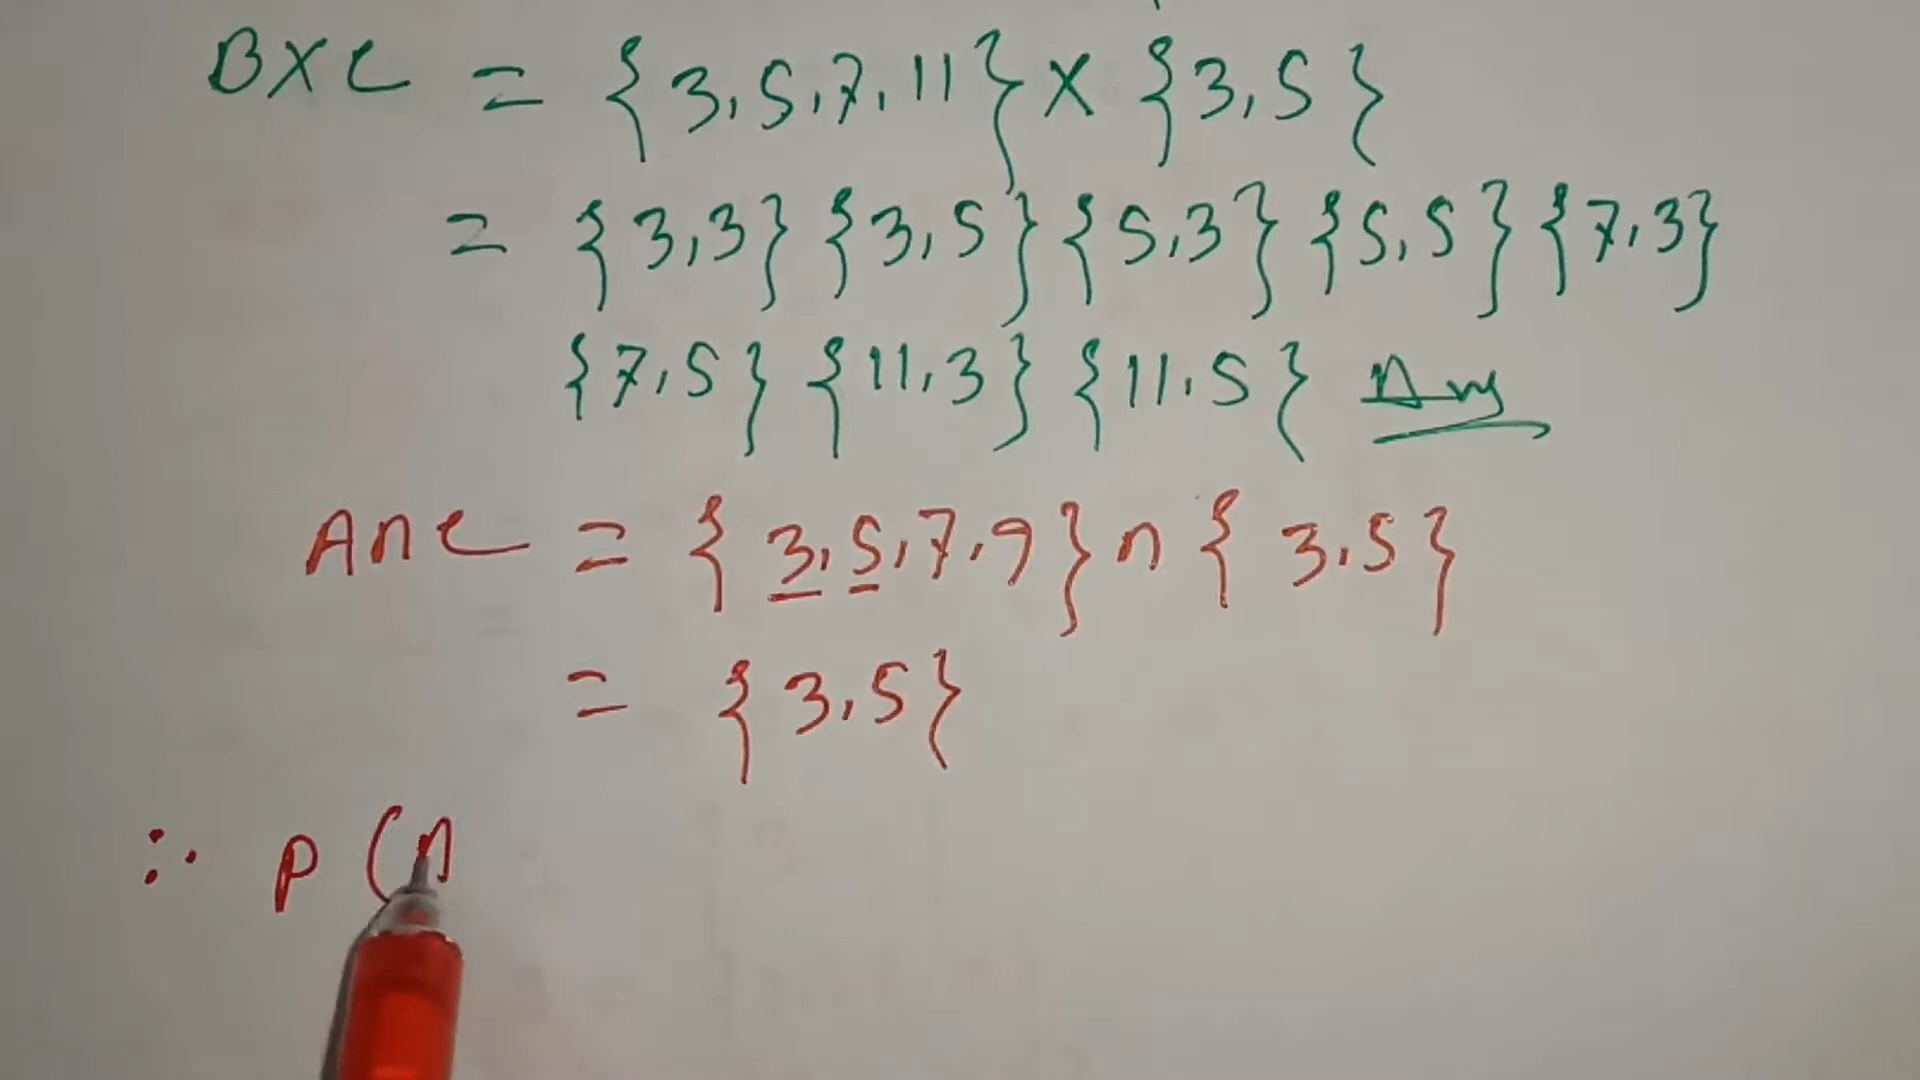 B×C = {3,5,7,11}×{3,5}
= {3,3} {3,5} {5,3} {5,5} {7,3}
{7,5} {11,3} {11,5} Ans
A∩C = {3,5,7,9}∩{3,5}
= {3,5}
∴ P(A